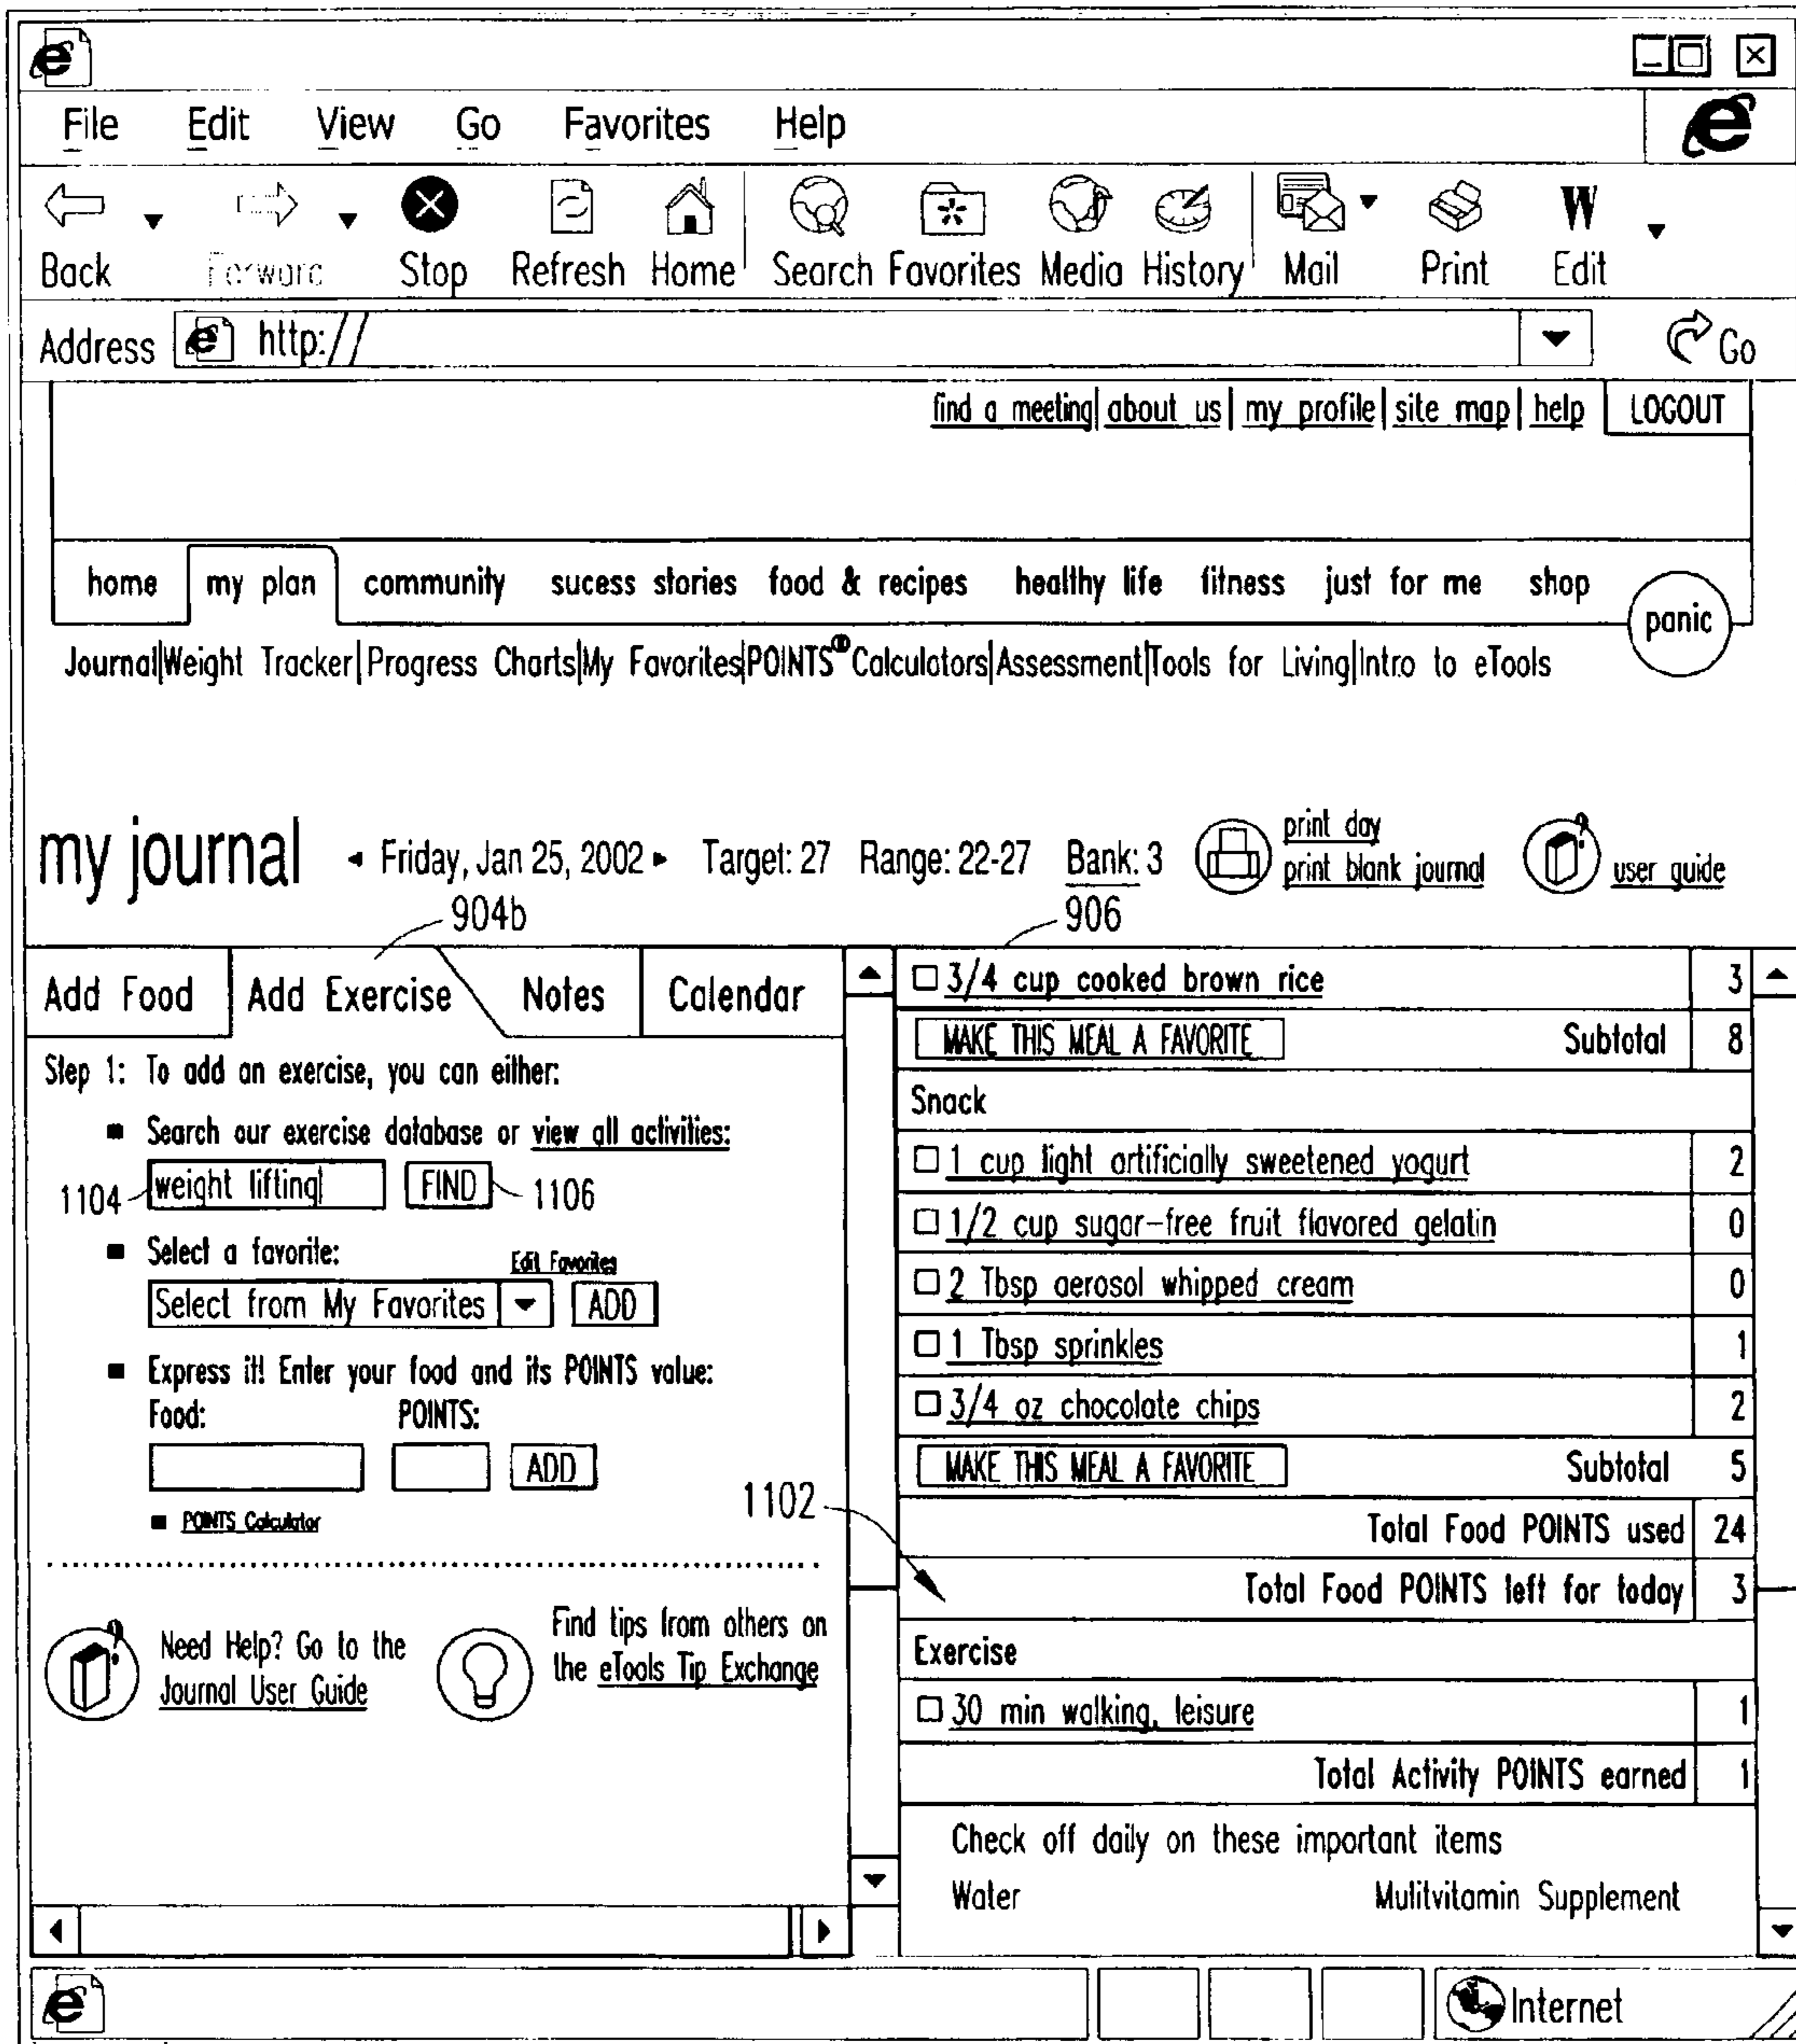 File Edit View Go Favorites Help
Back Forward Stop Refresh Home Search Favorites Media History Mail Print Edit
Address http:// Go
find a meeting| about us| my profile| site map| help LOGOUT
home my plan community sucess stories food & recipes healthy life fitness just for me shop
panic
Journal|Weight Tracker|Progress Charts|My Favorites|POINTS® Calculators|Assessment|Tools for Living|Intro to eTools
my journal Friday, Jan 25, 2002 Target: 27 Range: 22-27 Bank: 3
print day
print blank journal
user guide
904b
906
Add Food Add Exercise Notes Calendar
Step 1: To add an exercise, you can either:
Search our exercise database or view all activities:
1104 weight lifting FIND 1106
Select a favorite: Edit Favorites
Select from My Favorites ADD
Express it! Enter your food and its POINTS value:
Food: POINTS:
ADD
POINTS Calculator
Need Help? Go to the
Journal User Guide
Find tips from others on
the eTools Tip Exchange
3/4 cup cooked brown rice 3
MAKE THIS MEAL A FAVORITE Subtotal 8
Snack
1 cup light artificially sweetened yogurt 2
1/2 cup sugar-free fruit flavored gelatin 0
2 Tbsp aerosol whipped cream 0
1 Tbsp sprinkles 1
3/4 oz chocolate chips 2
MAKE THIS MEAL A FAVORITE Subtotal 5
1102
Total Food POINTS used 24
Total Food POINTS left for today 3
Exercise
30 min walking, leisure 1
Total Activity POINTS earned 1
Check off daily on these important items
Water Mulitvitamin Supplement
Internet